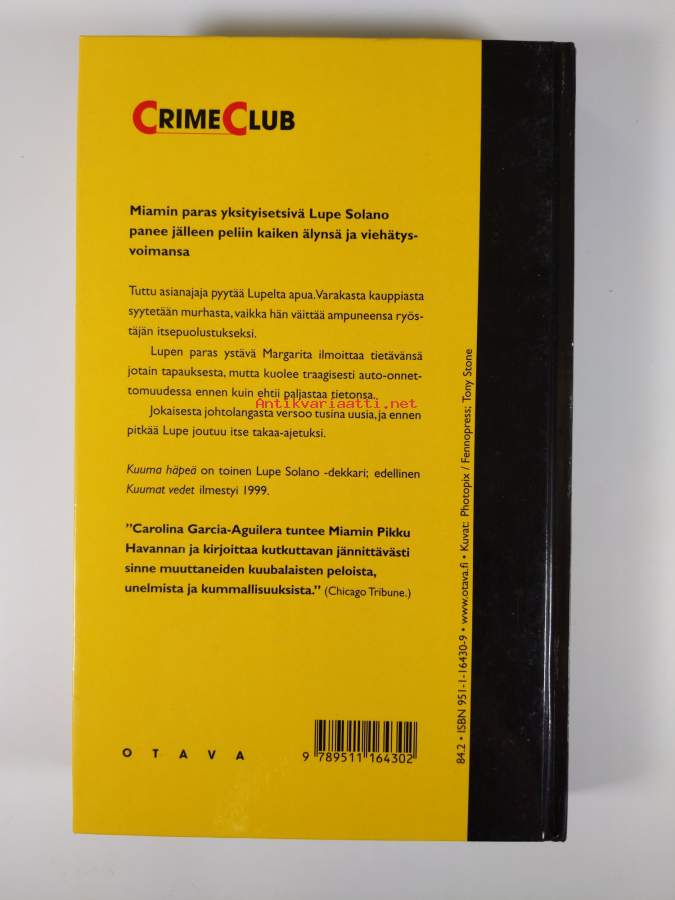 CRIMECLUB
Miamin paras yksityisetsivä Lupe Solano
panee jälleen peliin kaiken älynsä ja viehätys-
voimansa
Tuttu asianajaja pyytää Lupelta apua. Varakasta kauppiasta
syytetään murhasta, vaikka hän väittää ampuneensa ryös-
täjän itsepuolustukseksi.
Lupen paras ystävä Margarita ilmoittaa tietävänsä
jotain tapauksesta, mutta kuolee traagisesti auto-onnet-
tomuudessa ennen kuin ehtii paljastaa tietonsa.
Antikvariaatti.net
Jokaisesta johtolangasta versoo tusina uusia, ja ennen
pitkää Lupe joutuu itse takaa-ajetuksi.
Kuuma häpeä on toinen Lupe Solano -dekkari; edellinen
Kuumat vedet ilmestyi 1999.
"Carolina Garcia-Aguilera tuntee Miamin Pikku
Havannan ja kirjoittaa kutkuttavan jännittävästi
sinne muuttaneiden kuubalaisten peloista,
unelmista ja kummallisuuksista." (Chicago Tribune.)
OTAVA
9 789511 164302
84.2 • ISBN 951-1-16430-9 • www.otava.fi • Kuvat: Photopix / Fennopress; Tony Stone